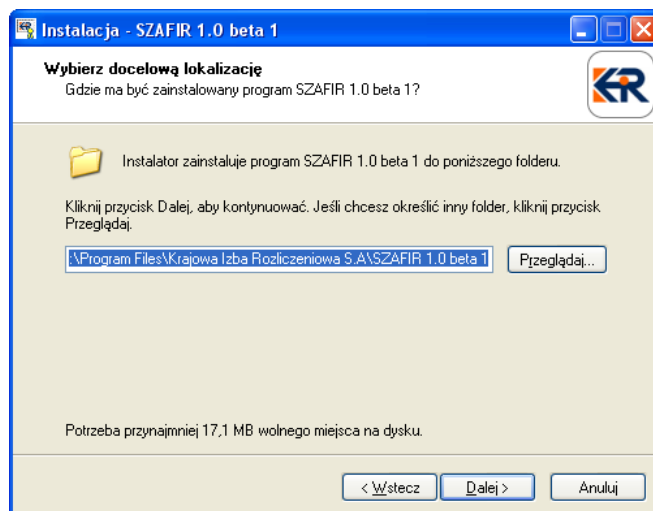 Instalacja - SZAFIR 1.0 beta 1
Wybierz docelową lokalizację
Gdzie ma być zainstalowany program SZAFIR 1.0 beta 1?
KIR
Instalator zainstaluje program SZAFIR 1.0 beta 1 do poniższego folderu.
Kliknij przycisk Dalej, aby kontynuować. Jeśli chcesz określić inny folder, kliknij przycisk
Przeglądaj.
:\Program Files\Krajowa Izba Rozliczeniowa S.A\SZAFIR 1.0 beta 1
Przeglądaj...
Potrzeba przynajmniej 17,1 MB wolnego miejsca na dysku.
< Wstecz
Dalej >
Anuluj